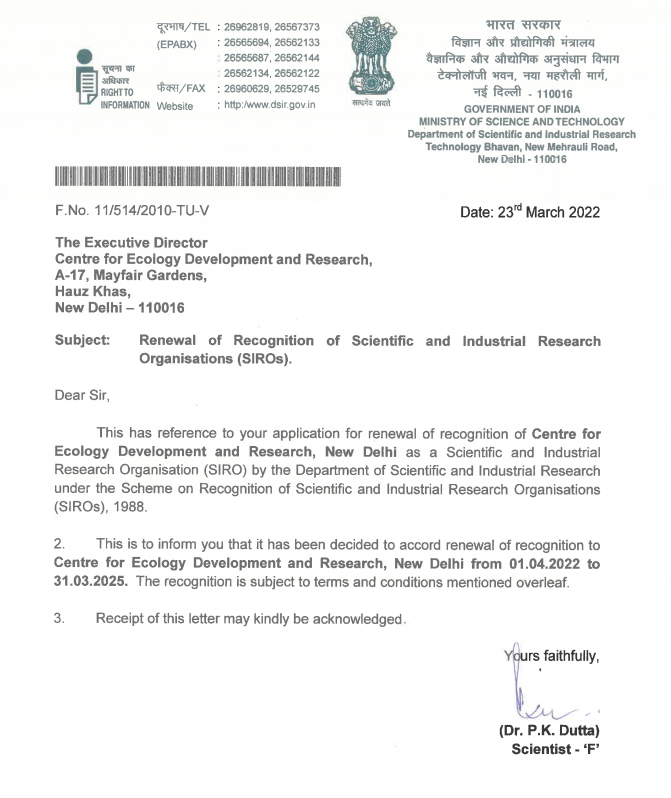 दूरभाष/TEL : 26962819, 26567373
(EPABX) : 26565694, 26562133
: 26565687, 26562144
: 26562134, 26562122
फैक्स/FAX : 26960629, 26529745
Website : http:/www.dsir.gov.in
सूचना का
अधिकार
RIGHT TO
INFORMATION
सत्यमेव जयते
भारत सरकार
विज्ञान और प्रौद्योगिकी मंत्रालय
वैज्ञानिक और औद्योगिक अनुसंधान विभाग
टेक्नोलॉजी भवन, नया महरौली मार्ग,
नई दिल्ली - 110016
GOVERNMENT OF INDIA
MINISTRY OF SCIENCE AND TECHNOLOGY
Department of Scientific and Industrial Research
Technology Bhavan, New Mehrauli Road,
New Delhi - 110016
F.No. 11/514/2010-TU-V
Date: 23rd March 2022
The Executive Director
Centre for Ecology Development and Research,
A-17, Mayfair Gardens,
Hauz Khas,
New Delhi – 110016
Subject: Renewal of Recognition of Scientific and Industrial Research
Organisations (SIROs).
Dear Sir,
This has reference to your application for renewal of recognition of Centre for
Ecology Development and Research, New Delhi as a Scientific and Industrial
Research Organisation (SIRO) by the Department of Scientific and Industrial Research
under the Scheme on Recognition of Scientific and Industrial Research Organisations
(SIROs), 1988.
2. This is to inform you that it has been decided to accord renewal of recognition to
Centre for Ecology Development and Research, New Delhi from 01.04.2022 to
31.03.2025. The recognition is subject to terms and conditions mentioned overleaf.
3. Receipt of this letter may kindly be acknowledged.
Yours faithfully,
(Dr. P.K. Dutta)
Scientist - ‘F’